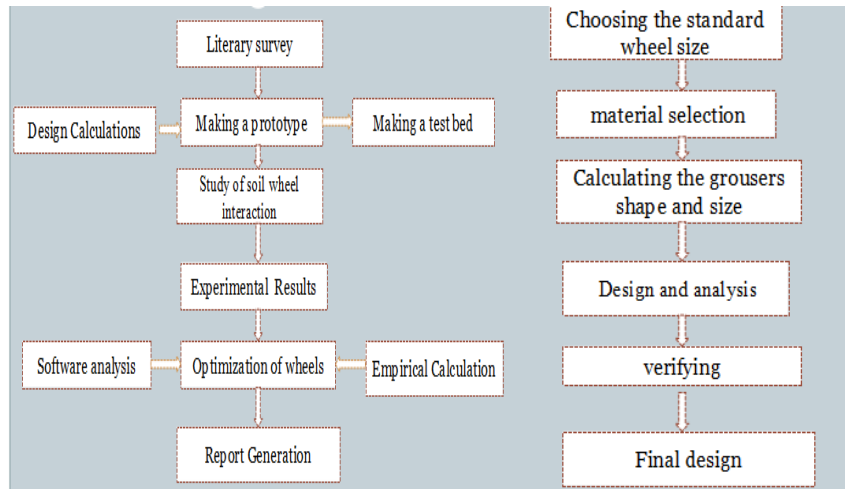 Literary survey
Design Calculations
Making a prototype
Making a test bed
Study of soil wheel
interaction
Experimental Results
Software analysis
Optimization of wheels
Empirical Calculation
Report Generation
Choosing the standard
wheel size
material selection
Calculating the grousers
shape and size
Design and analysis
verifying
Final design